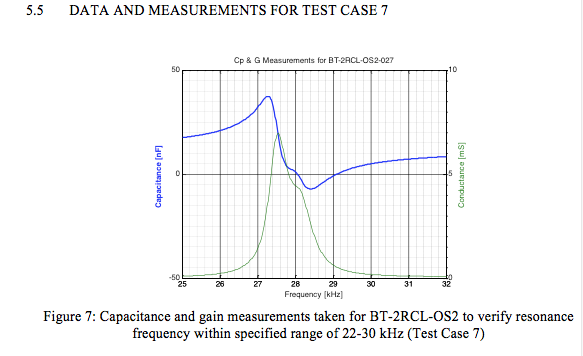 5.5 DATA AND MEASUREMENTS FOR TEST CASE 7
Cp & G Measurements for BT-2RCL-OS2-027
50
10
Capacitance [nF]
0
5
Conductance [mS]
-50
0
25 26 27 28 29 30 31 32
Frequency [kHz]
Figure 7: Capacitance and gain measurements taken for BT-2RCL-OS2 to verify resonance
frequency within specified range of 22-30 kHz (Test Case 7)